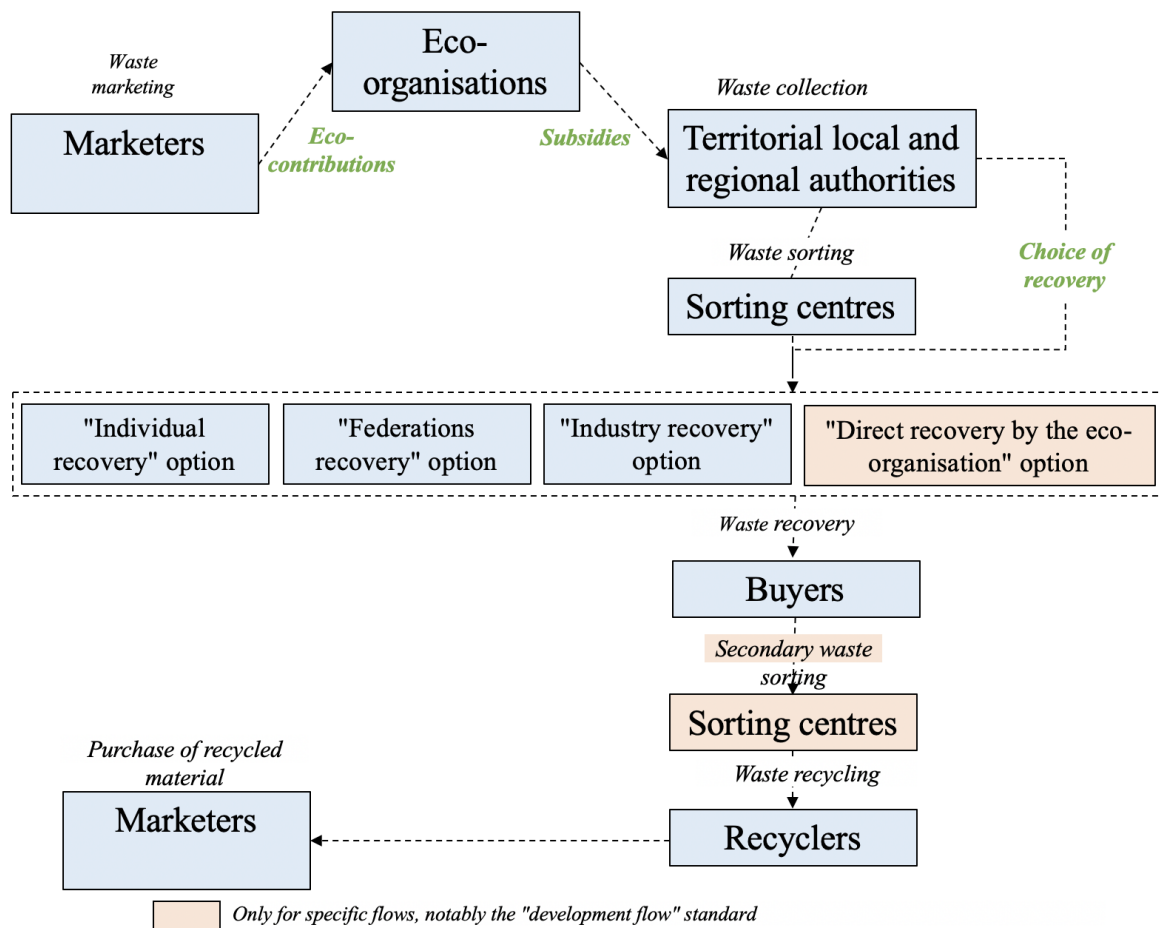 Eco-
organisations
Waste
marketing
Marketers
Eco-
contributions
Subsidies
Waste collection
Territorial local and
regional authorities
Waste sorting
Choice of
recovery
Sorting centres
"Individual
recovery" option
"Federations
recovery" option
"Industry recovery"
option
"Direct recovery by the eco-
organisation" option
Waste recovery
Buyers
Secondary waste
sorting
Sorting centres
Waste recycling
Recyclers
Purchase of recycled
material
Marketers
Only for specific flows, notably the "development flow" standard